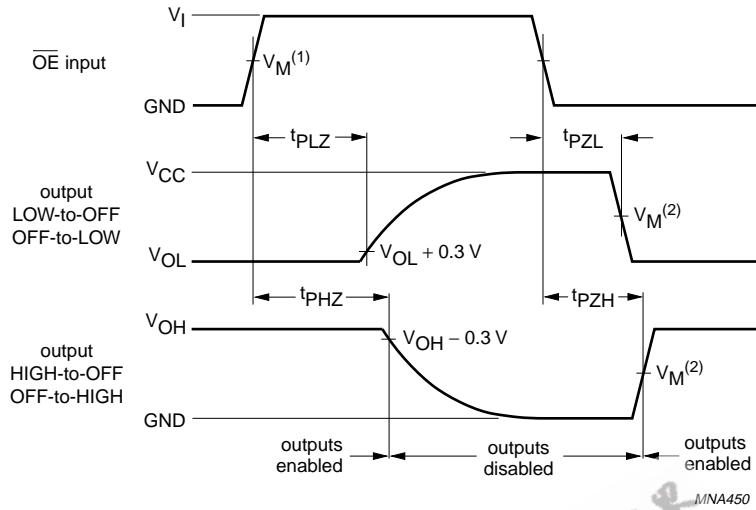 V_I
O̅E̅ input
V_M^(1)
GND
t_PLZ
t_PZL
V_CC
output
LOW-to-OFF
OFF-to-LOW
V_M^(2)
V_OL + 0.3 V
V_OL
t_PHZ
t_PZH
V_OH
V_OH − 0.3 V
output
HIGH-to-OFF
OFF-to-HIGH
V_M^(2)
GND
outputs
enabled
outputs
disabled
outputs
enabled
MNA450